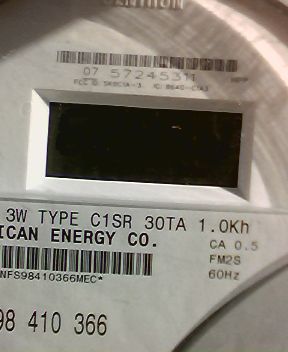 07 57245311
3W TYPE C1SR 30TA 1.0Kh
ICAN ENERGY CO.
CA 0.5
FM2S
NFS98410366MEC*
60Hz
98 410 366